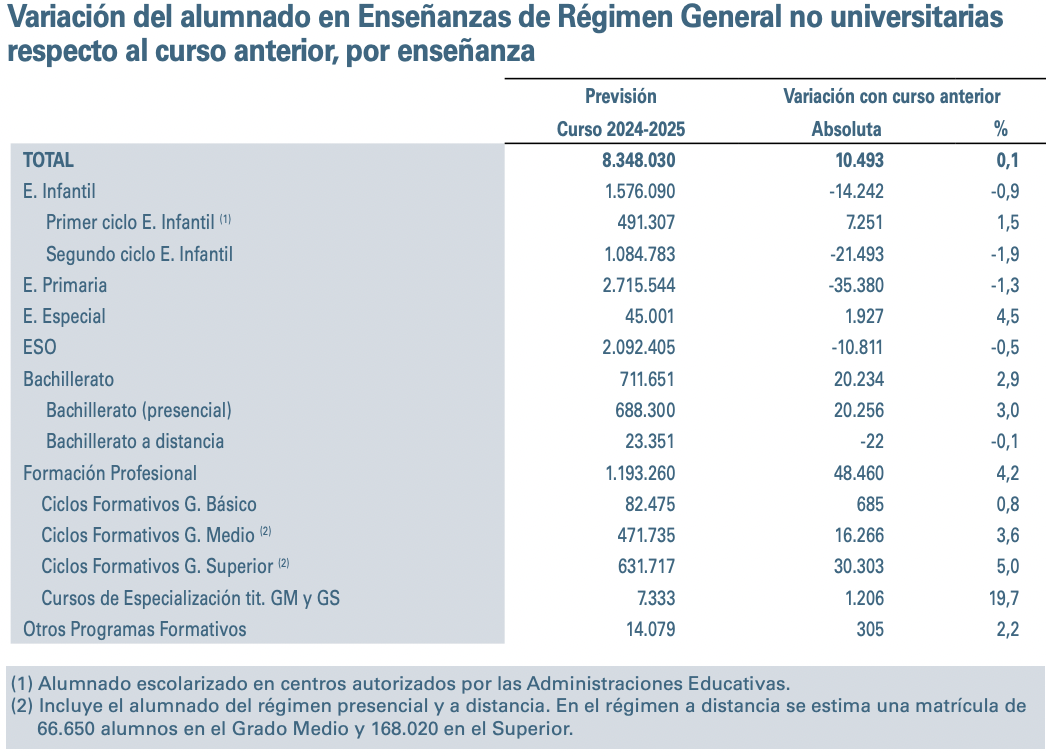 Variación del alumnado en Enseñanzas de Régimen General no universitarias
respecto al curso anterior, por enseñanza
Previsión Variación con curso anterior
Curso 2024-2025 Absoluta %
TOTAL 8.348.030 10.493 0,1
E. Infantil 1.576.090 -14.242 -0,9
Primer ciclo E. Infantil (1) 491.307 7.251 1,5
Segundo ciclo E. Infantil 1.084.783 -21.493 -1,9
E. Primaria 2.715.544 -35.380 -1,3
E. Especial 45.001 1.927 4,5
ESO 2.092.405 -10.811 -0,5
Bachillerato 711.651 20.234 2,9
Bachillerato (presencial) 688.300 20.256 3,0
Bachillerato a distancia 23.351 -22 -0,1
Formación Profesional 1.193.260 48.460 4,2
Ciclos Formativos G. Básico 82.475 685 0,8
Ciclos Formativos G. Medio (2) 471.735 16.266 3,6
Ciclos Formativos G. Superior (2) 631.717 30.303 5,0
Cursos de Especialización tit. GM y GS 7.333 1.206 19,7
Otros Programas Formativos 14.079 305 2,2
(1) Alumnado escolarizado en centros autorizados por las Administraciones Educativas.
(2) Incluye el alumnado del régimen presencial y a distancia. En el régimen a distancia se estima una matrícula de
66.650 alumnos en el Grado Medio y 168.020 en el Superior.